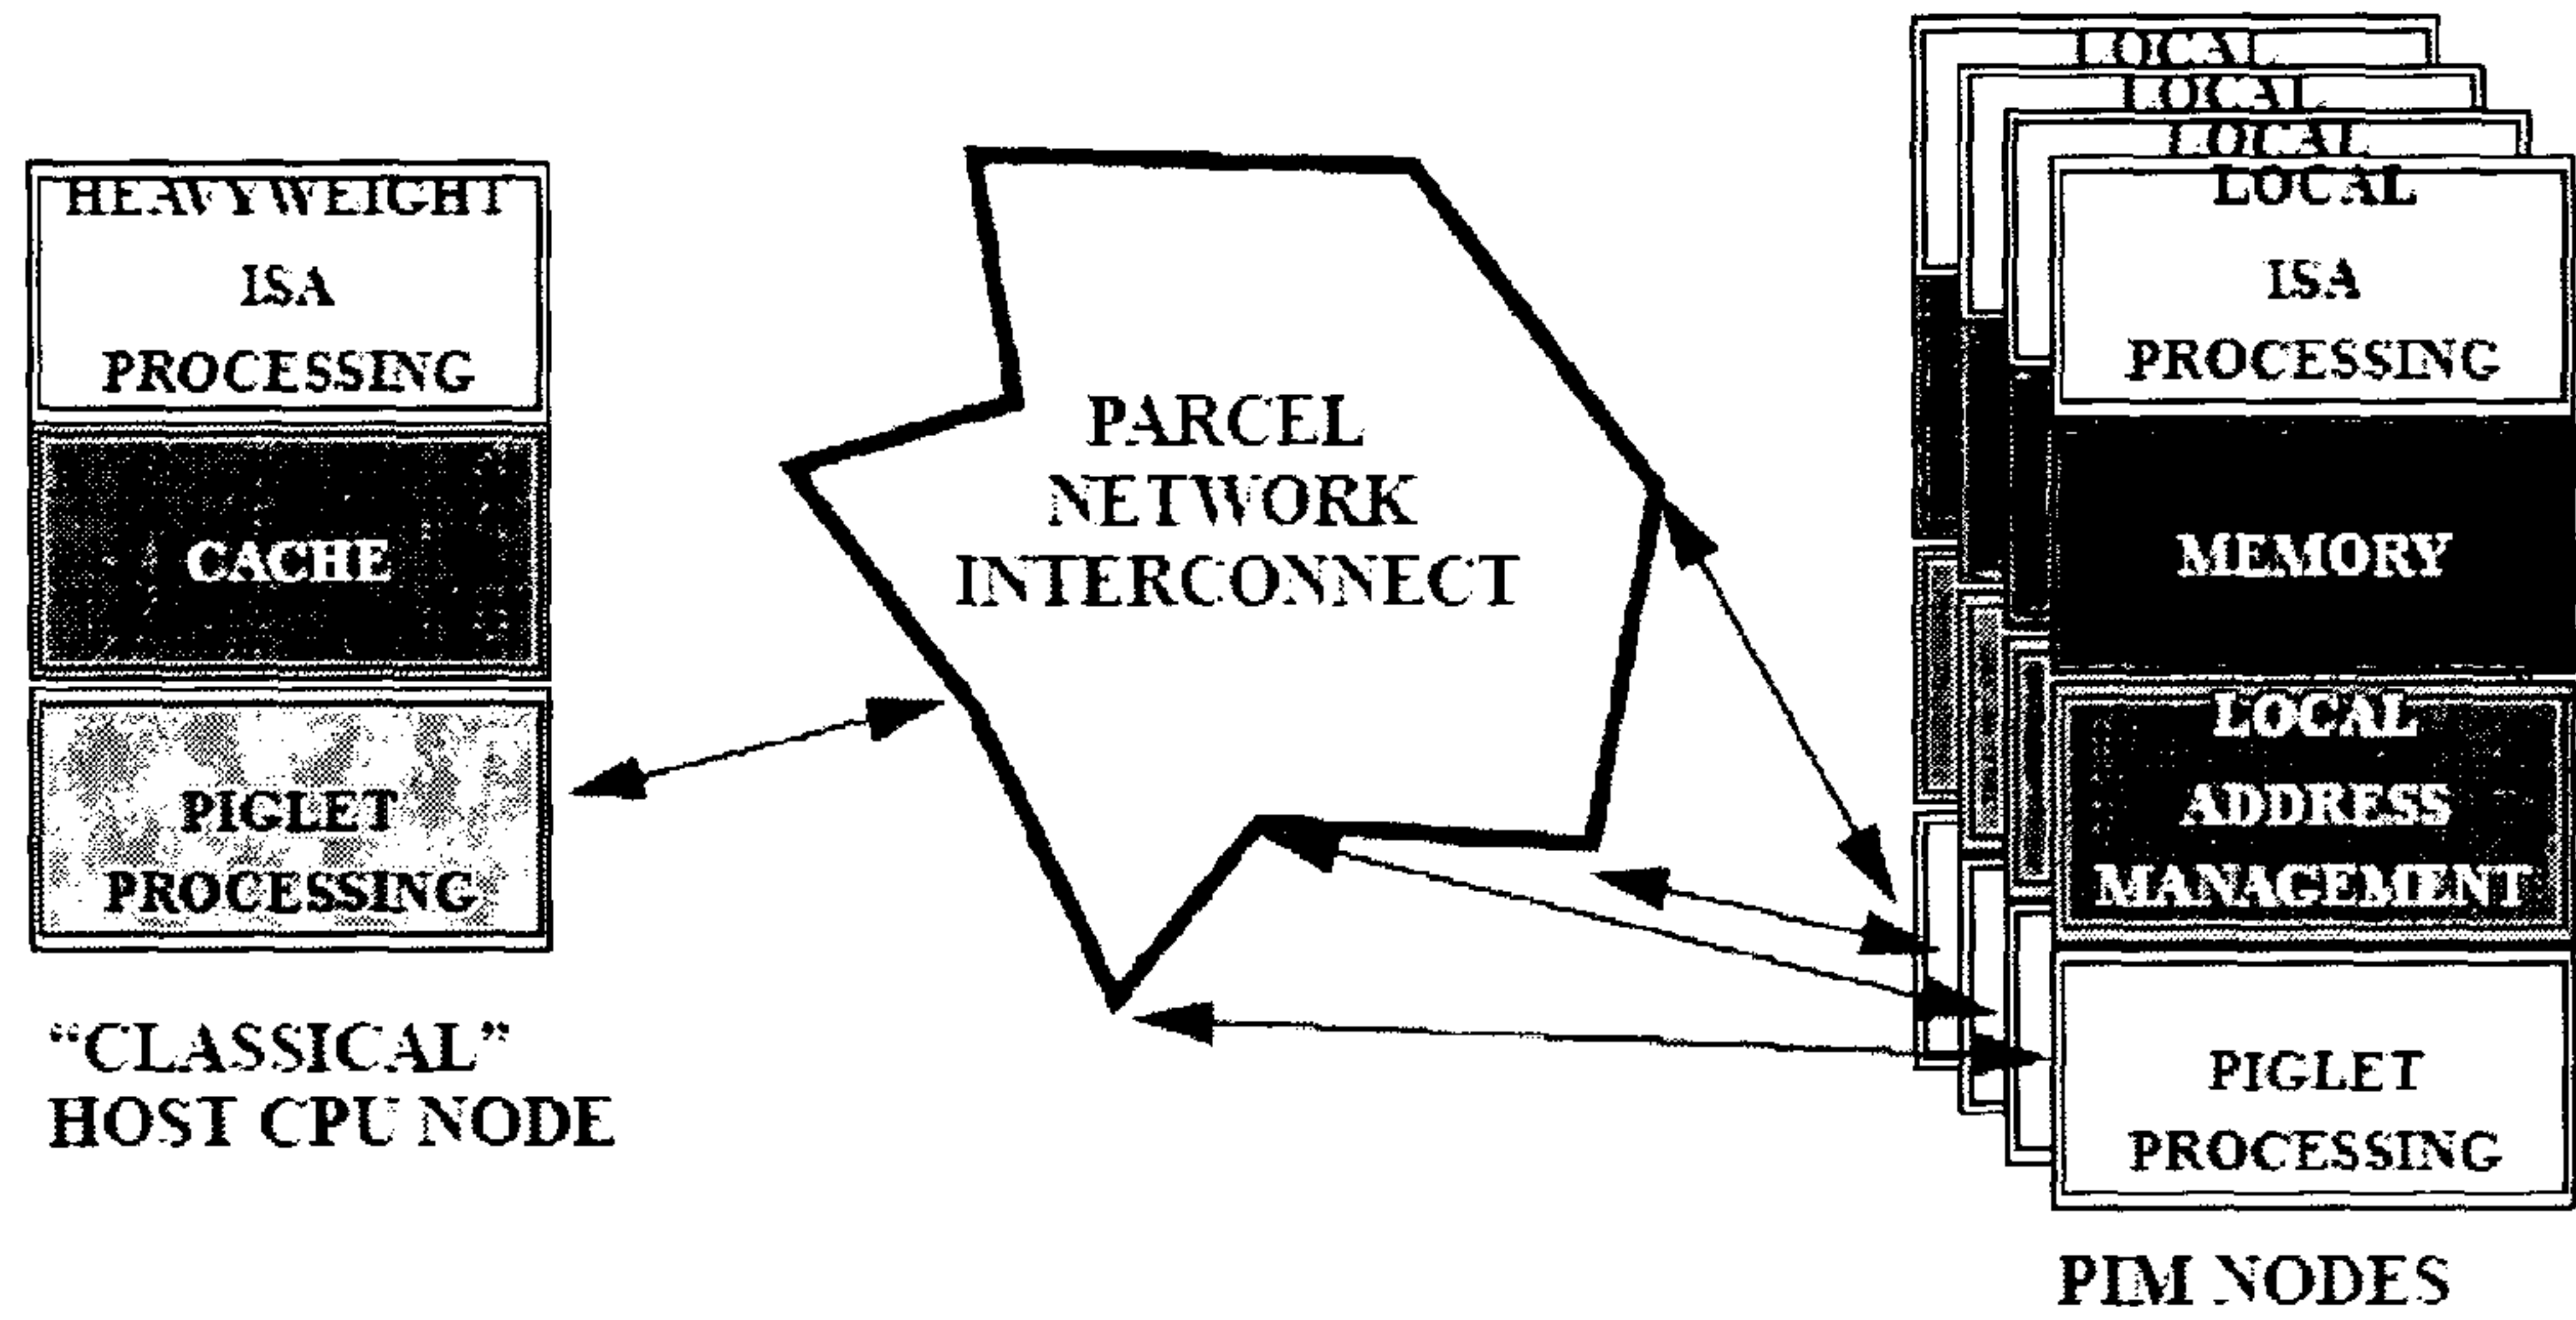 HEAVYWEIGHT
ISA
PROCESSING
CACHE
PIGLET
PROCESSING
“CLASSICAL”
HOST CPU NODE
PARCEL
NETWORK
INTERCONNECT
LOCAL
LOCAL
LOCAL
LOCAL
ISA
PROCESSING
MEMORY
LOCAL
ADDRESS
MANAGEMENT
PIGLET
PROCESSING
PIM NODES